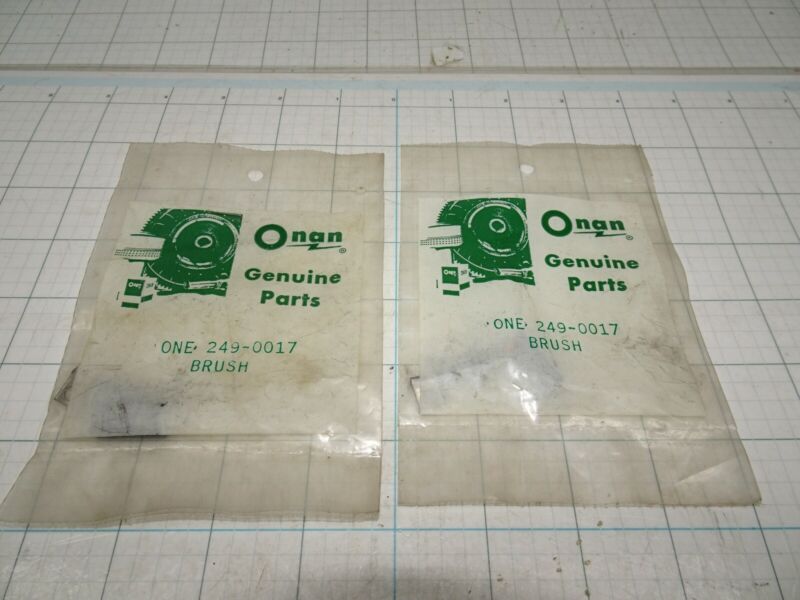 Onan
®
Genuine
Parts
ONE 249-0017
BRUSH
Onan
®
Genuine
Parts
ONE 249-0017
BRUSH